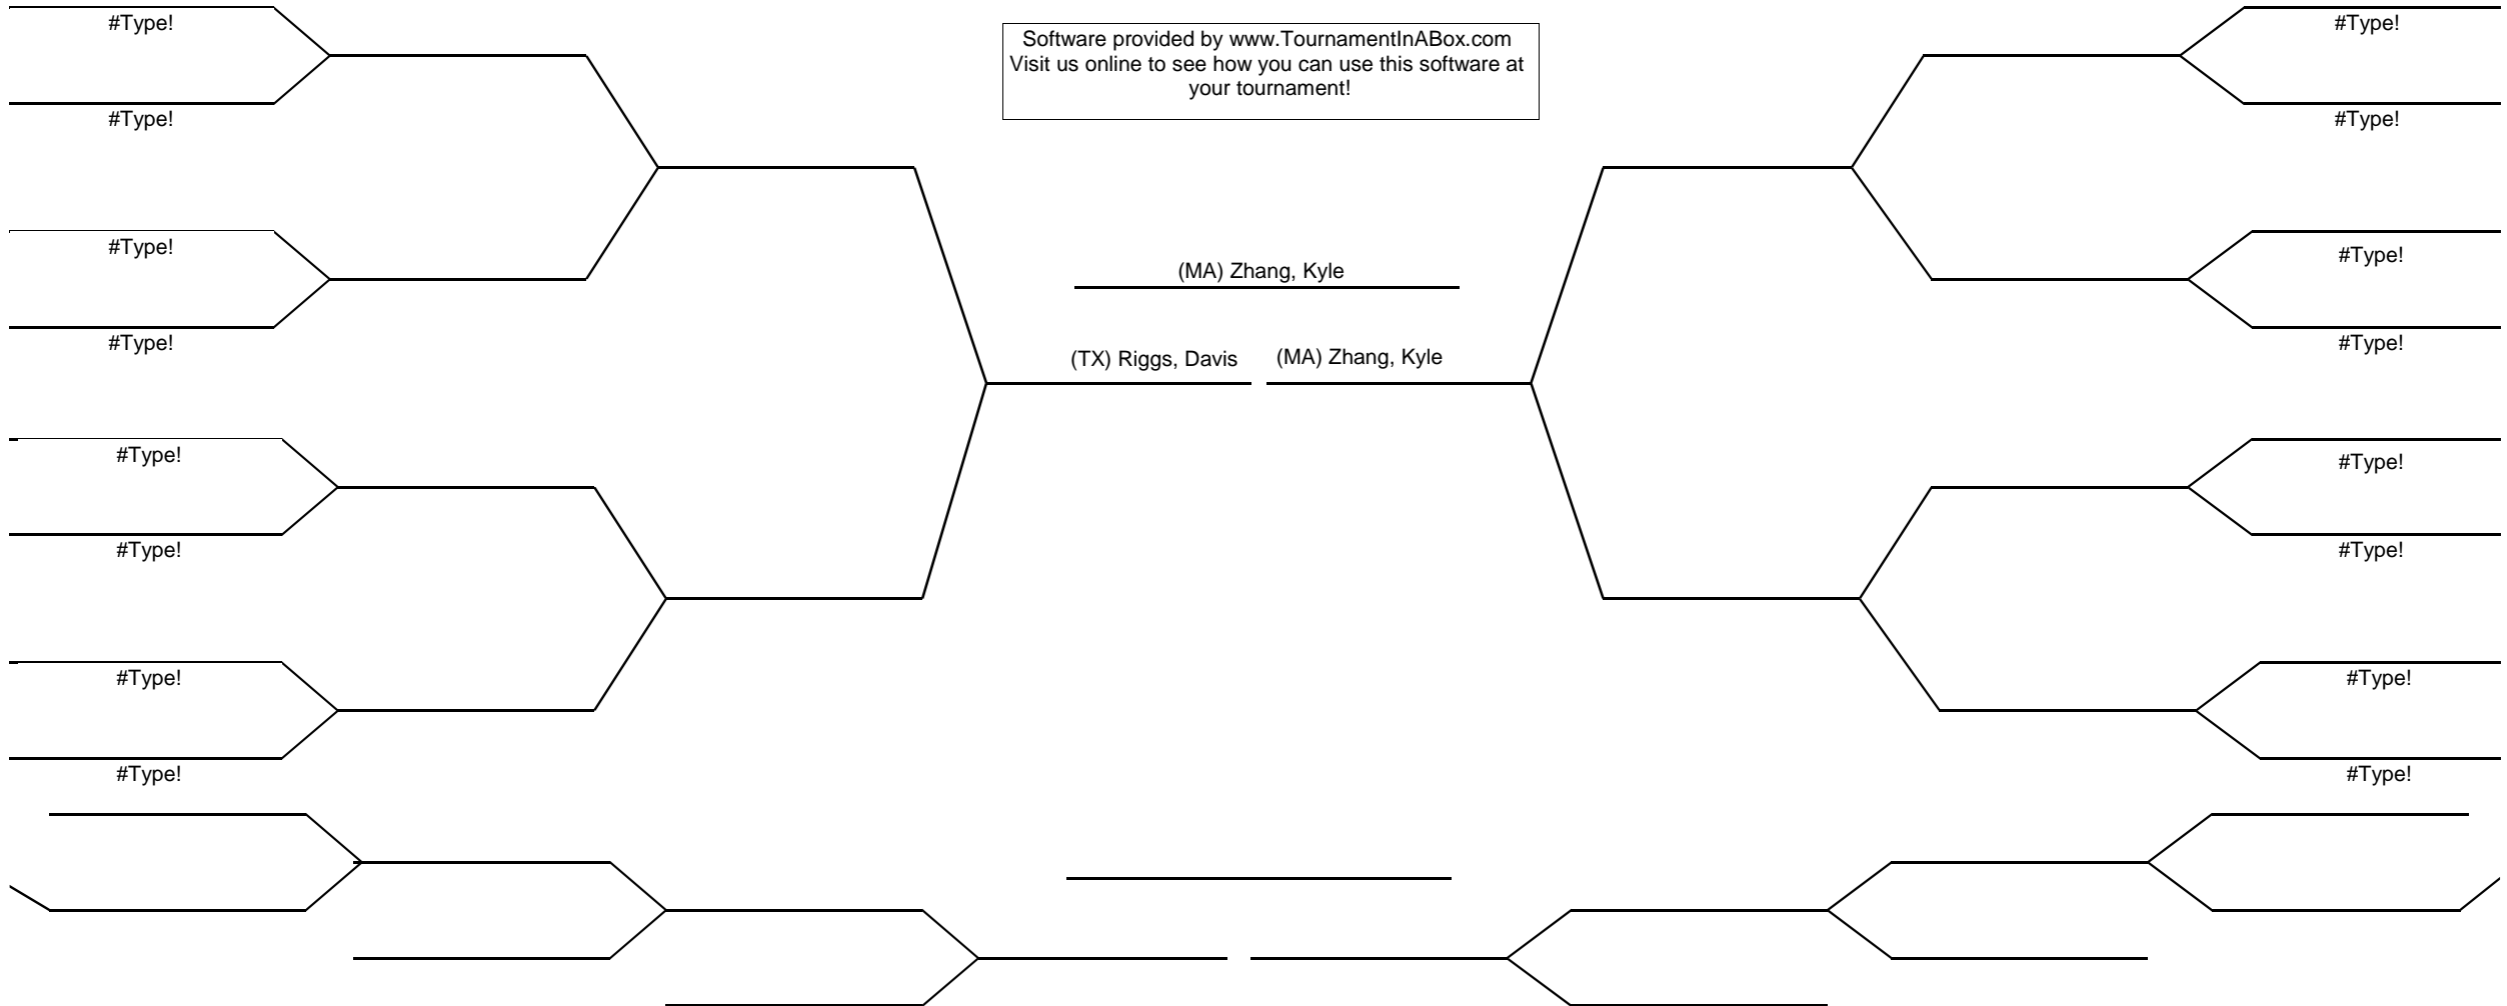 #Type!
#Type!
Software provided by www.TournamentInABox.com
Visit us online to see how you can use this software at
your tournament!
#Type!
#Type!
#Type!
#Type!
(MA) Zhang, Kyle
#Type!
#Type!
(TX) Riggs, Davis
(MA) Zhang, Kyle
#Type!
#Type!
#Type!
#Type!
#Type!
#Type!
#Type!
#Type!